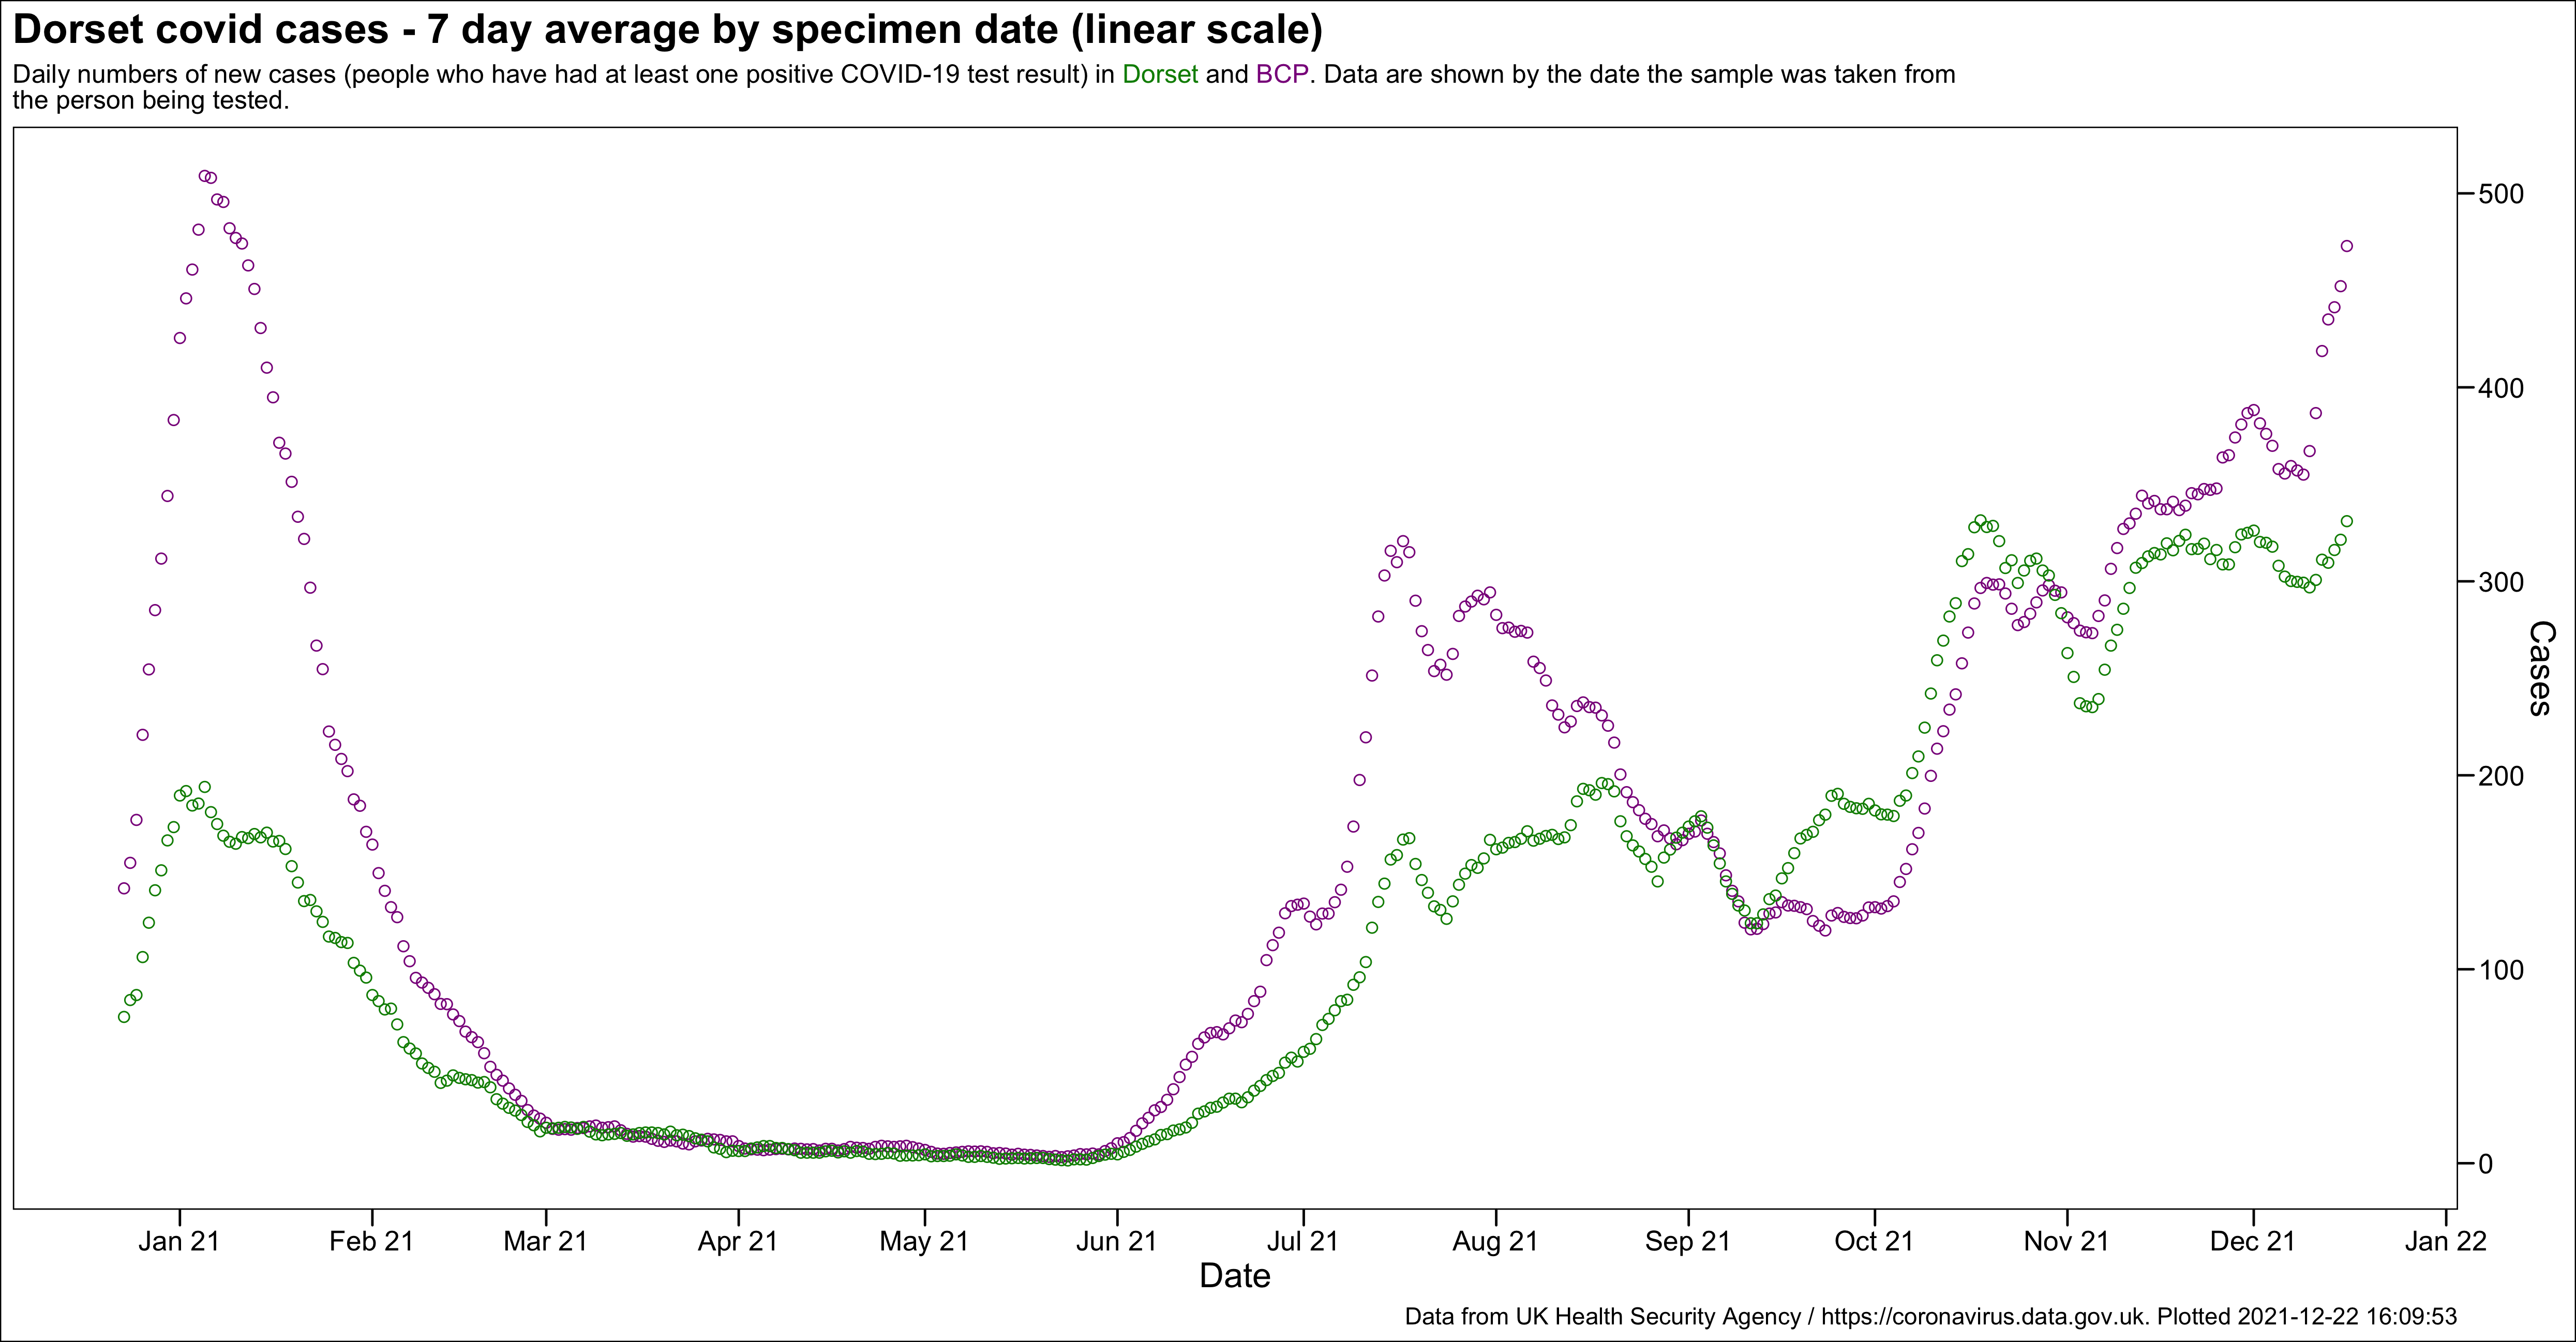 Dorset covid cases - 7 day average by specimen date (linear scale)
Daily numbers of new cases (people who have had at least one positive COVID-19 test result) in Dorset and BCP. Data are shown by the date the sample was taken from
the person being tested.
500
400
300
200
100
0
Cases
Jan 21 Feb 21 Mar 21 Apr 21 May 21 Jun 21 Jul 21 Aug 21 Sep 21 Oct 21 Nov 21 Dec 21 Jan 22
Date
Data from UK Health Security Agency / https://coronavirus.data.gov.uk. Plotted 2021-12-22 16:09:53